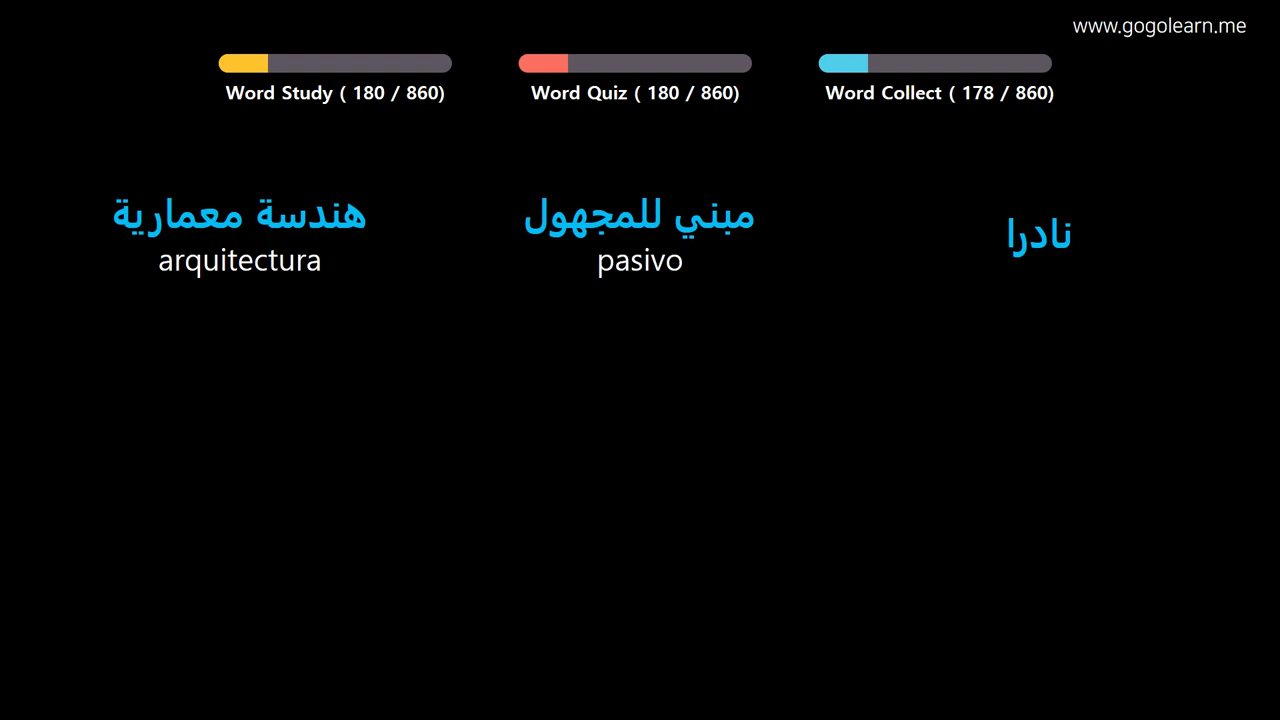 www.gogolearn.me
Word Study ( 180 / 860)
Word Quiz ( 180 / 860)
Word Collect ( 178 / 860)
هندسة معمارية
arquitectura
مبني للمجهول
pasivo
نادرا